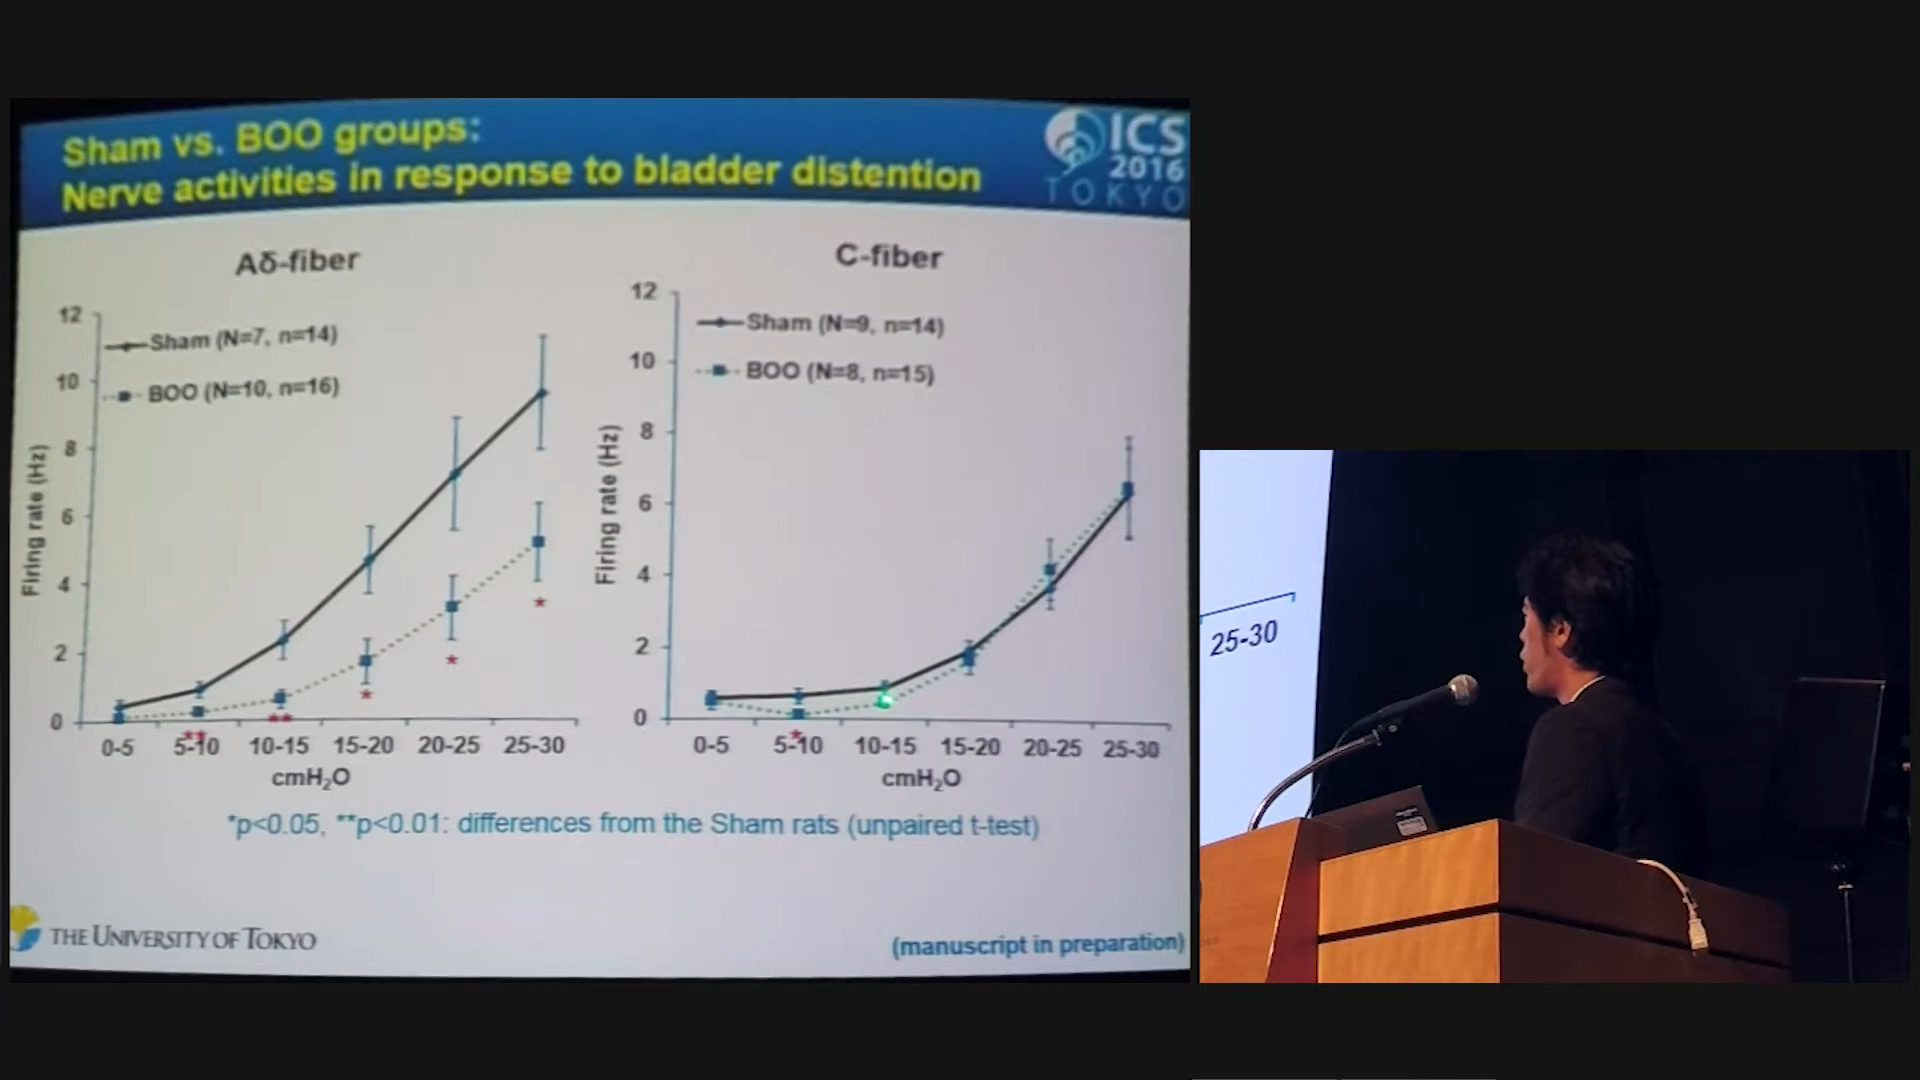 Sham vs. BOO groups:
Nerve activities in response to bladder distention
ICS
2016
TOKYO
Aδ-fiber
12
10
8
6
4
2
0
Firing rate (Hz)
Sham (N=7, n=14)
BOO (N=10, n=16)
*
*
*
**
**
0-5 5-10 10-15 15-20 20-25 25-30
cmH₂O
C-fiber
12
10
8
6
4
2
0
Firing rate (Hz)
Sham (N=9, n=14)
BOO (N=8, n=15)
*
0-5 5-10 10-15 15-20 20-25 25-30
cmH₂O
*p<0.05, **p<0.01: differences from the Sham rats (unpaired t-test)
THE UNIVERSITY OF TOKYO
(manuscript in preparation)
25-30